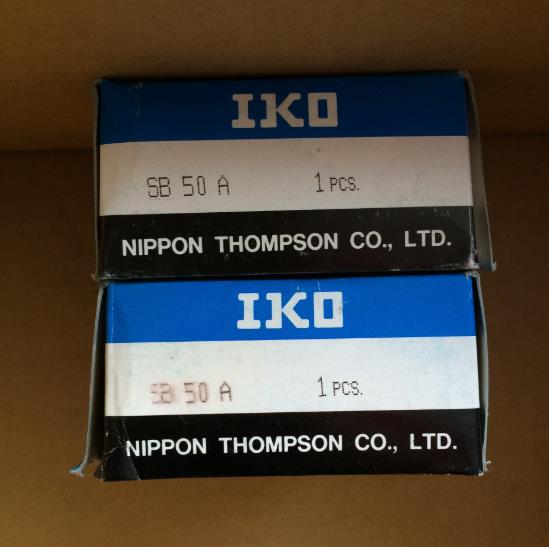 IKO
SB 50 A 1 PCS.
NIPPON THOMPSON CO., LTD.
IKO
SB 50 A 1 PCS.
NIPPON THOMPSON CO., LTD.